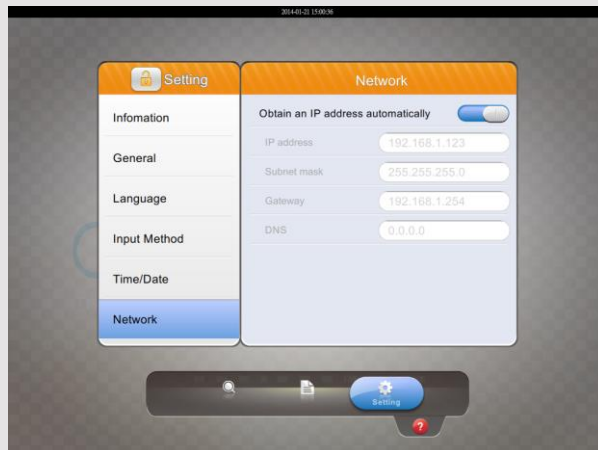 2014-01-21 15:00:36
Setting
Network
Infomation
General
Language
Input Method
Time/Date
Network
Obtain an IP address automatically
IP address 192.168.1.123
Subnet mask 255.255.255.0
Gateway 192.168.1.254
DNS 0.0.0.0
Setting
?